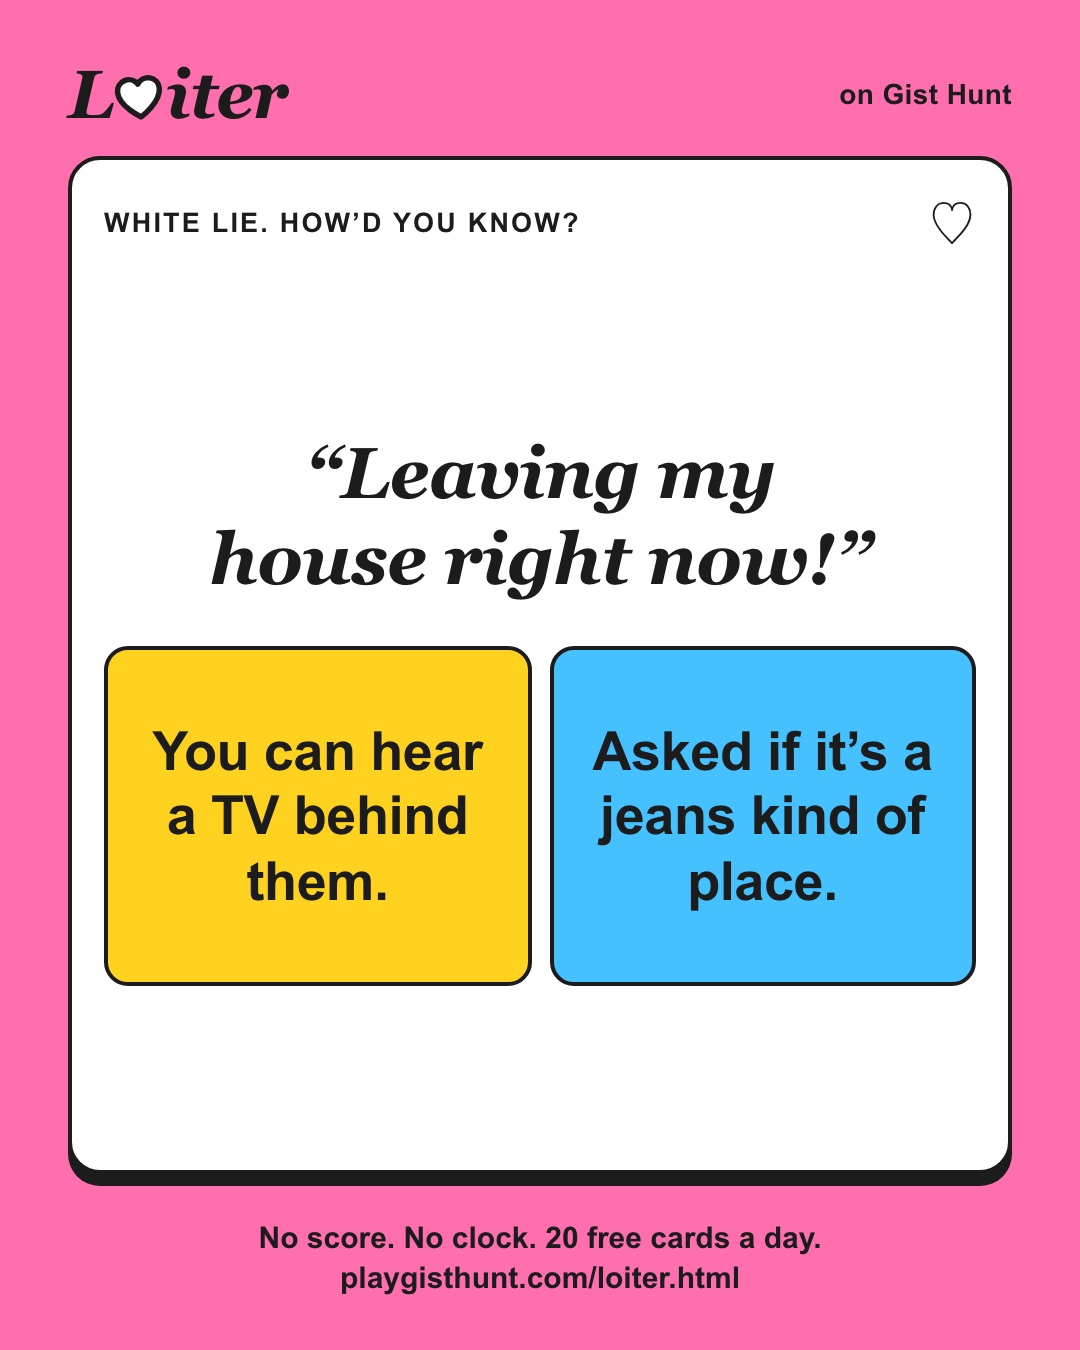 Loiter
on Gist Hunt
WHITE LIE. HOW’D YOU KNOW?
“Leaving my
house right now!”
You can hear
a TV behind
them.
Asked if it’s a
jeans kind of
place.
No score. No clock. 20 free cards a day.
playgisthunt.com/loiter.html